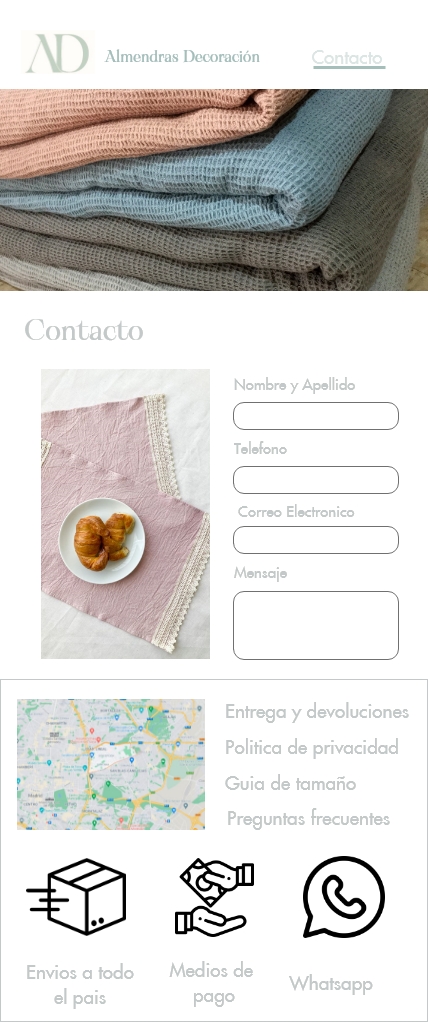 AD
Almendras Decoración
Contacto
Contacto
Nombre y Apellido
Telefono
Correo Electronico
Mensaje
Entrega y devoluciones
Politica de privacidad
Guia de tamaño
Preguntas frecuentes
Envios a todo
el pais
Medios de
pago
Whatsapp